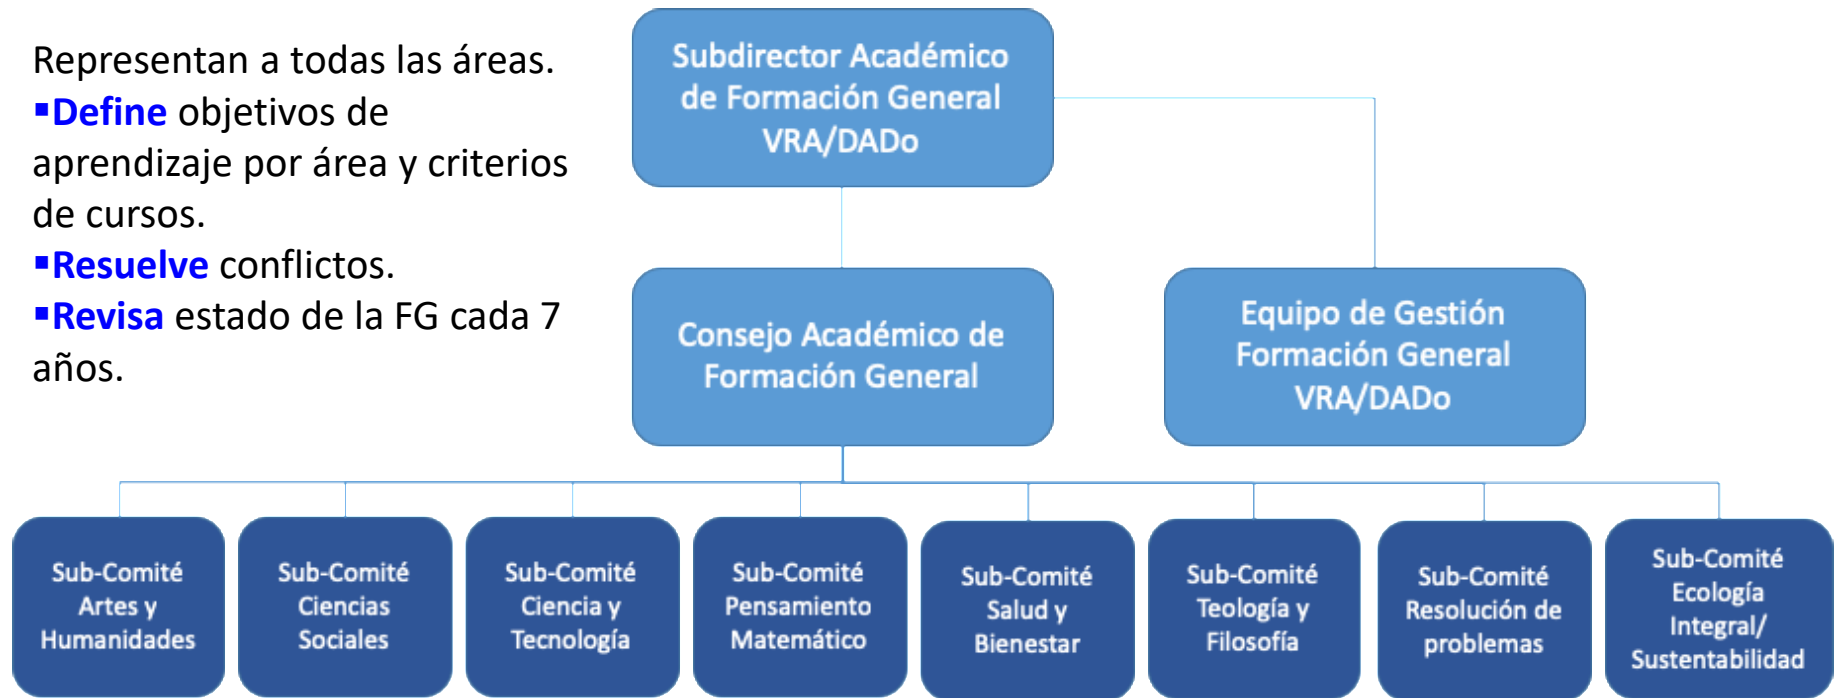 Representan a todas las áreas.
▪Define objetivos de
aprendizaje por área y criterios
de cursos.
▪Resuelve conflictos.
▪Revisa estado de la FG cada 7
años.
Subdirector Académico
de Formación General
VRA/DADo
Consejo Académico de
Formación General
Equipo de Gestión
Formación General
VRA/DADo
Sub-Comité
Artes y
Humanidades
Sub-Comité
Ciencias
Sociales
Sub-Comité
Ciencia y
Tecnología
Sub-Comité
Pensamiento
Matemático
Sub-Comité
Salud y
Bienestar
Sub-Comité
Teología y
Filosofía
Sub-Comité
Resolución de
problemas
Sub-Comité
Ecología
Integral/
Sustentabilidad